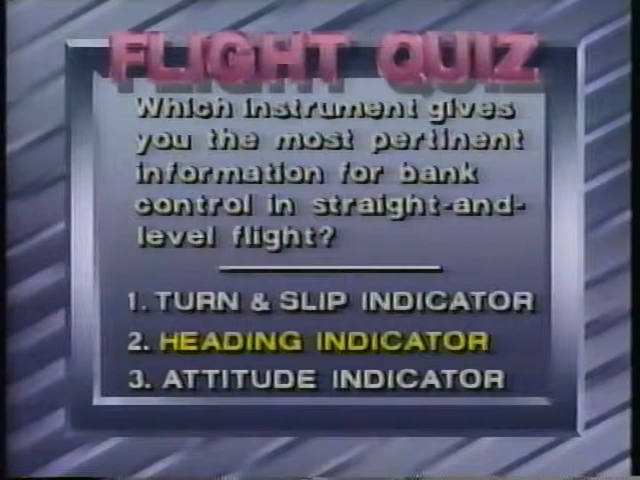 FLIGHT QUIZ
Which instrument gives
you the most pertinent
information for bank
control in straight-and-
level flight?
1. TURN & SLIP INDICATOR
2. HEADING INDICATOR
3. ATTITUDE INDICATOR